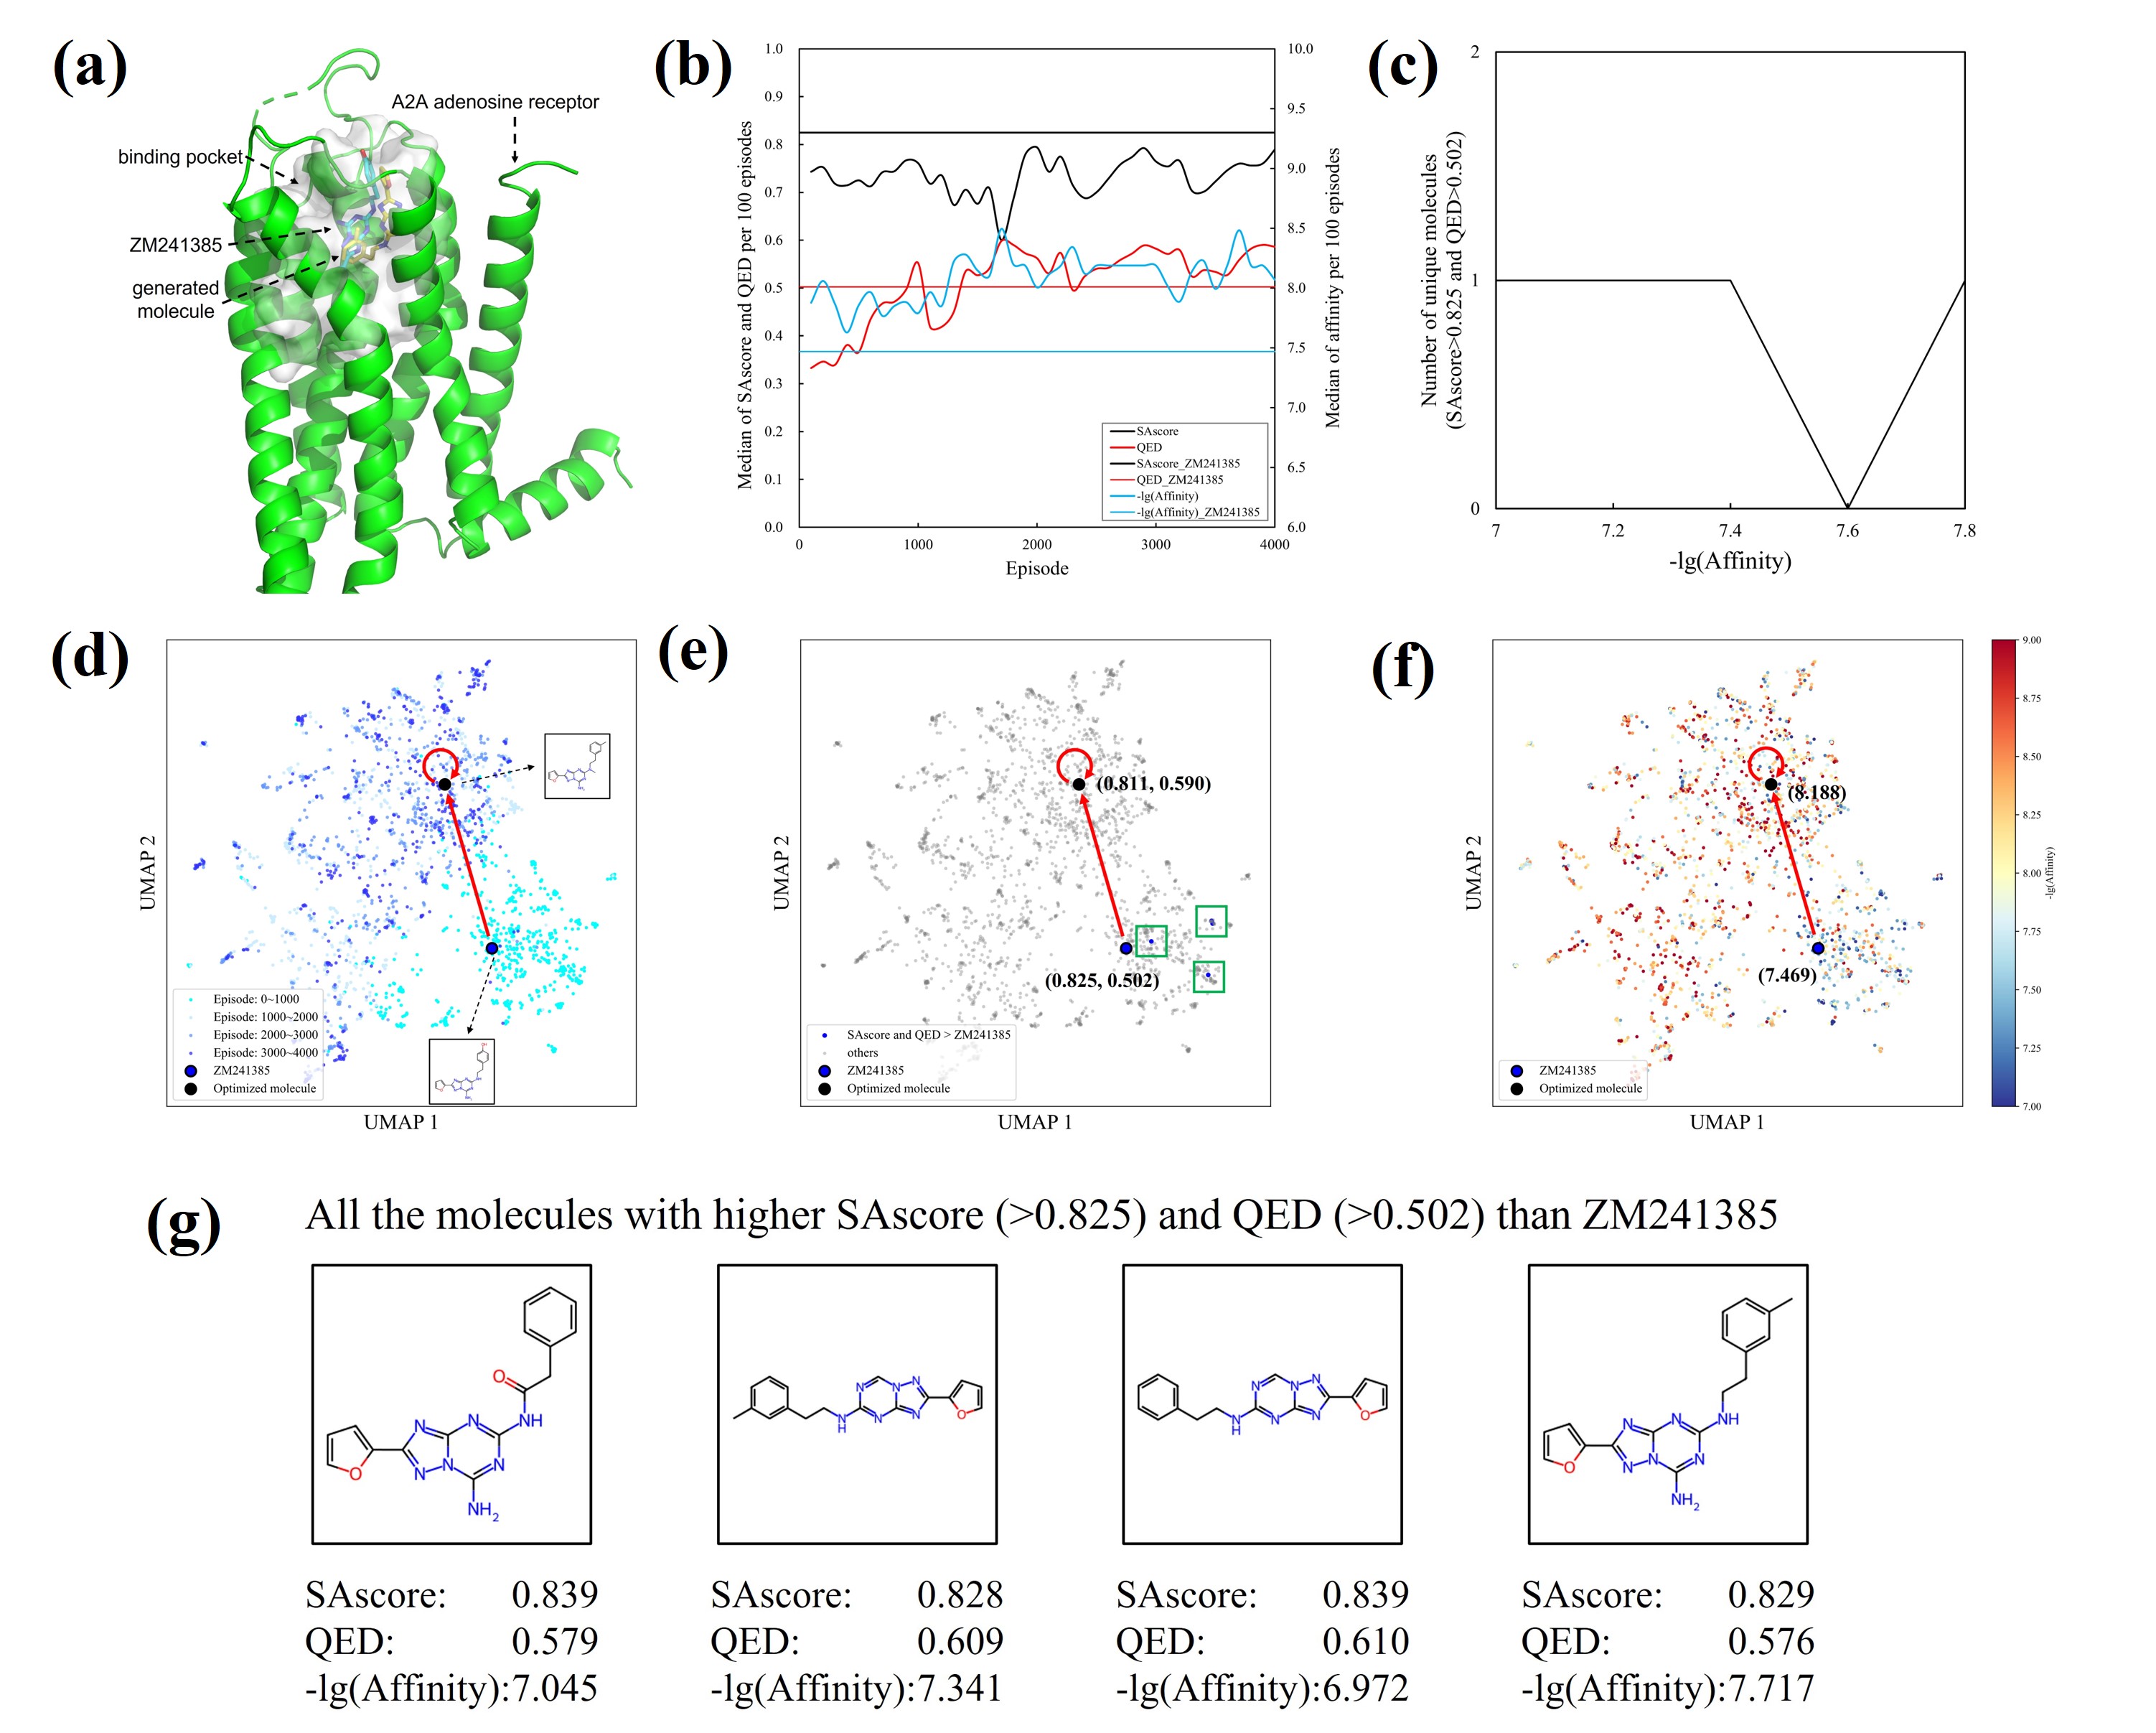 (a)
A2A adenosine receptor
binding pocket
ZM241385
generated
molecule
(b)
Median of SAscore and QED per 100 episodes
1.0
0.9
0.8
0.7
0.6
0.5
0.4
0.3
0.2
0.1
0.0
10.0
9.5
9.0
8.5
8.0
7.5
7.0
6.5
6.0
Median of affinity per 100 episodes
SAscore
QED
SAscore_ZM241385
QED_ZM241385
-lg(Affinity)
-lg(Affinity)_ZM241385
0 1000 2000 3000 4000
Episode
(c)
Number of unique molecules
(SAscore>0.825 and QED>0.502)
2
1
0
7 7.2 7.4 7.6 7.8
-lg(Affinity)
(d)
UMAP 2
Episode: 0~1000
Episode: 1000~2000
Episode: 2000~3000
Episode: 3000~4000
ZM241385
Optimized molecule
UMAP 1
(e)
UMAP 2
(0.811, 0.590)
(0.825, 0.502)
SAscore and QED > ZM241385
others
ZM241385
Optimized molecule
UMAP 1
(f)
UMAP 2
(8.188)
(7.469)
ZM241385
Optimized molecule
UMAP 1
9.00
8.75
8.50
8.25
8.00
7.75
7.50
7.25
7.00
-lg(Affinity)
(g)
All the molecules with higher SAscore (>0.825) and QED (>0.502) than ZM241385
O
NH
N
N
N
N
N
O
NH2
N
N
N
N
N
N
H
O
N
N
N
N
N
N
H
O
NH
N
N
N
N
N
O
NH2
SAscore: 0.839
QED: 0.579
-lg(Affinity):7.045
SAscore: 0.828
QED: 0.609
-lg(Affinity):7.341
SAscore: 0.839
QED: 0.610
-lg(Affinity):6.972
SAscore: 0.829
QED: 0.576
-lg(Affinity):7.717